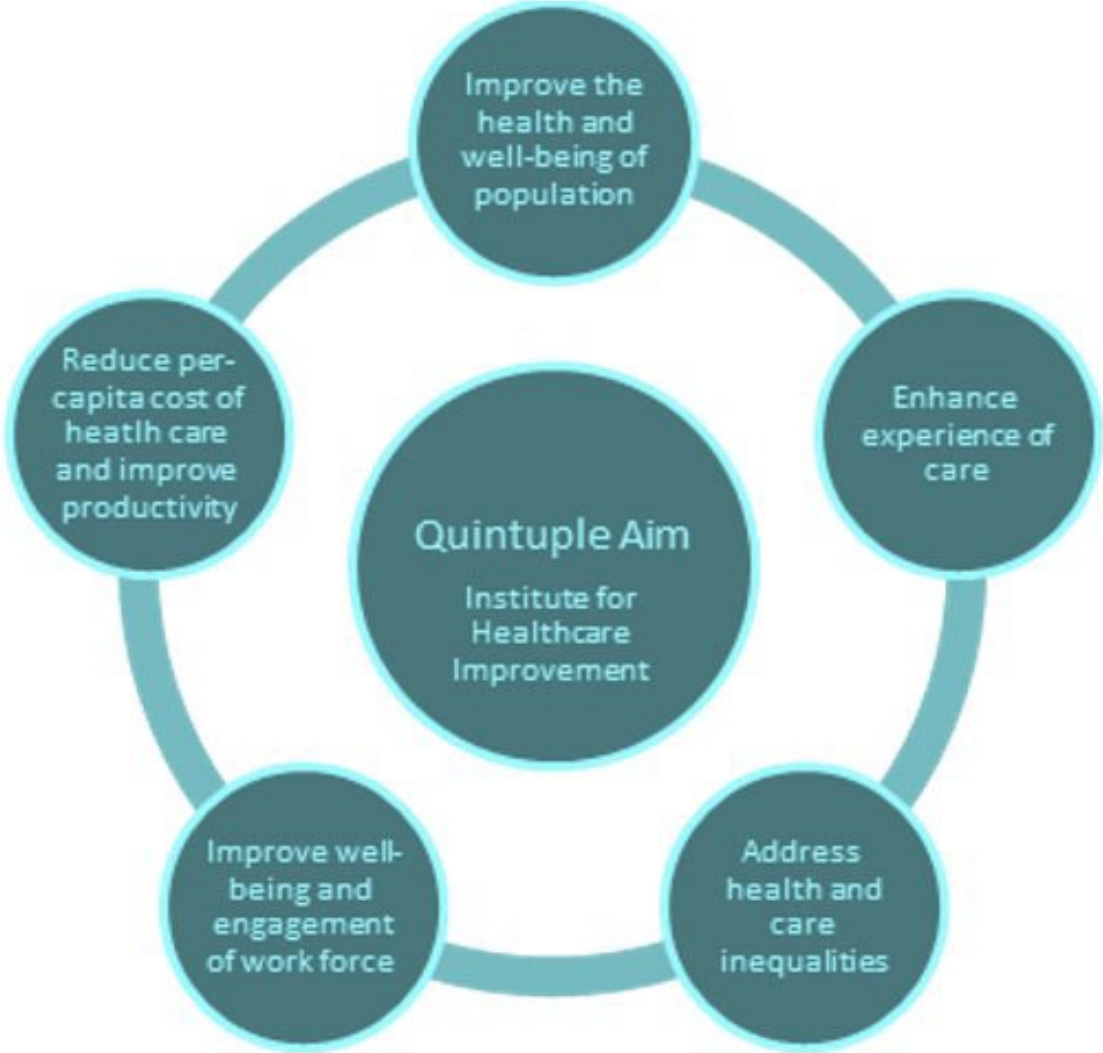 Improve the
health and
well-being of
population
Enhance
experience of
care
Address
health and
care
inequalities
Improve well-
being and
engagement
of work force
Reduce per-
capita cost of
heatlh care
and improve
productivity
Quintuple Aim
Institute for
Healthcare
Improvement